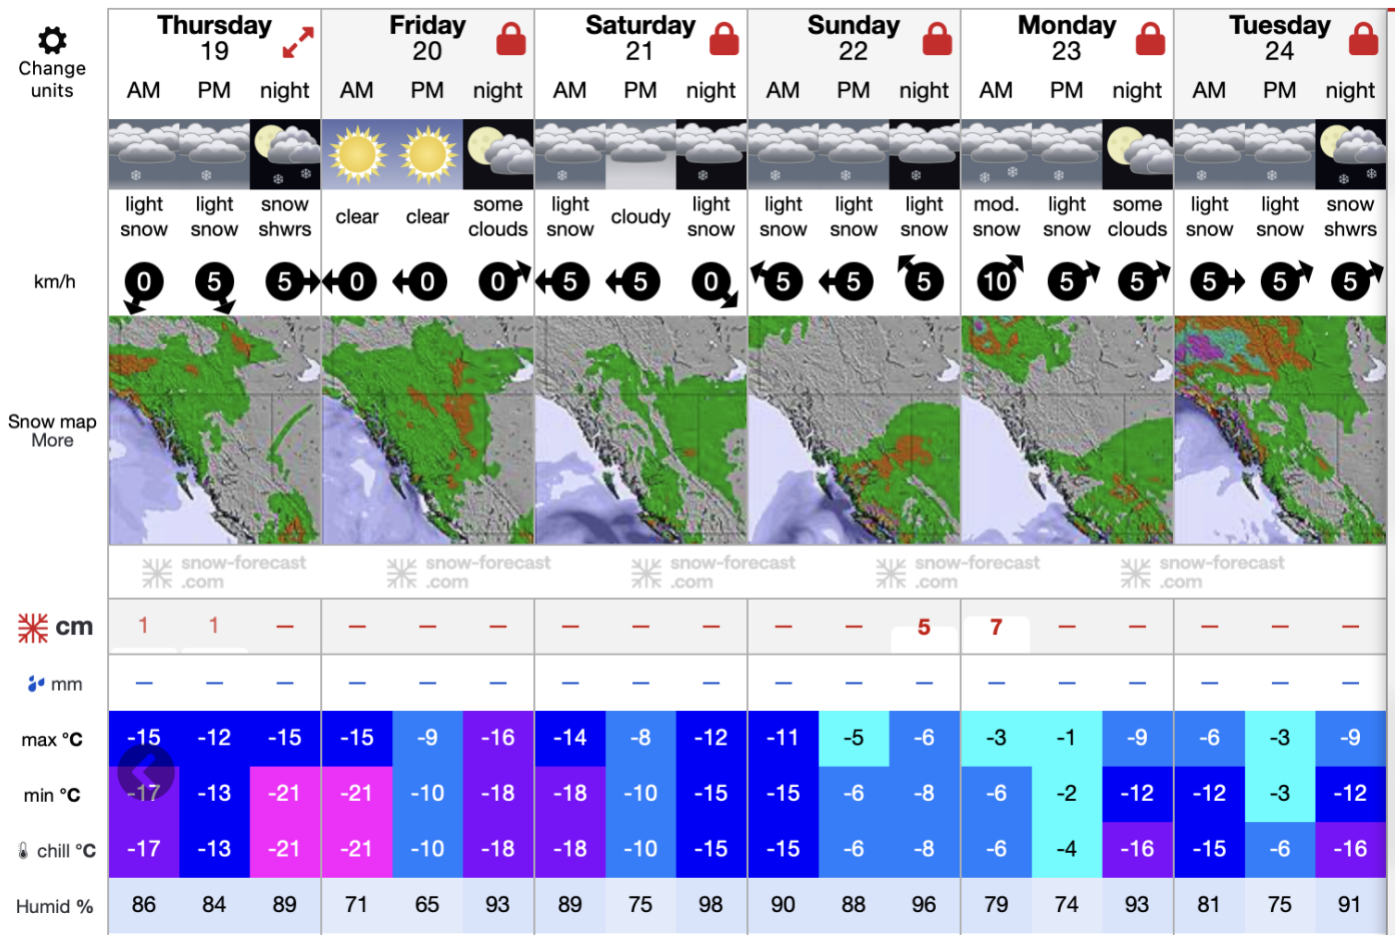 Thursday Friday Saturday Sunday Monday Tuesday
19 20 21 22 23 24
Change
units
AM PM night AM PM night AM PM night AM PM night AM PM night AM PM night
light light snow clear clear some light cloudy light light light light mod. light some light light snow
snow snow shwrs clouds snow snow snow snow snow snow snow clouds snow snow shwrs
km/h 0 5 5 0 0 0 5 5 0 5 5 5 10 5 5 5 5 5
Snow map
More
snow-forecast snow-forecast snow-forecast snow-forecast snow-forecast
.com .com .com .com .com
cm 1 1 — — — — — — — — — 5 7 — — — — —
mm — — — — — — — — — — — — — — — — — —
max °C -15 -12 -15 -15 -9 -16 -14 -8 -12 -11 -5 -6 -3 -1 -9 -6 -3 -9
min °C -17 -13 -21 -21 -10 -18 -18 -10 -15 -15 -6 -8 -6 -2 -12 -12 -3 -12
chill °C -17 -13 -21 -21 -10 -18 -18 -10 -15 -15 -6 -8 -6 -4 -16 -15 -6 -16
Humid % 86 84 89 71 65 93 89 75 98 90 88 96 79 74 93 81 75 91